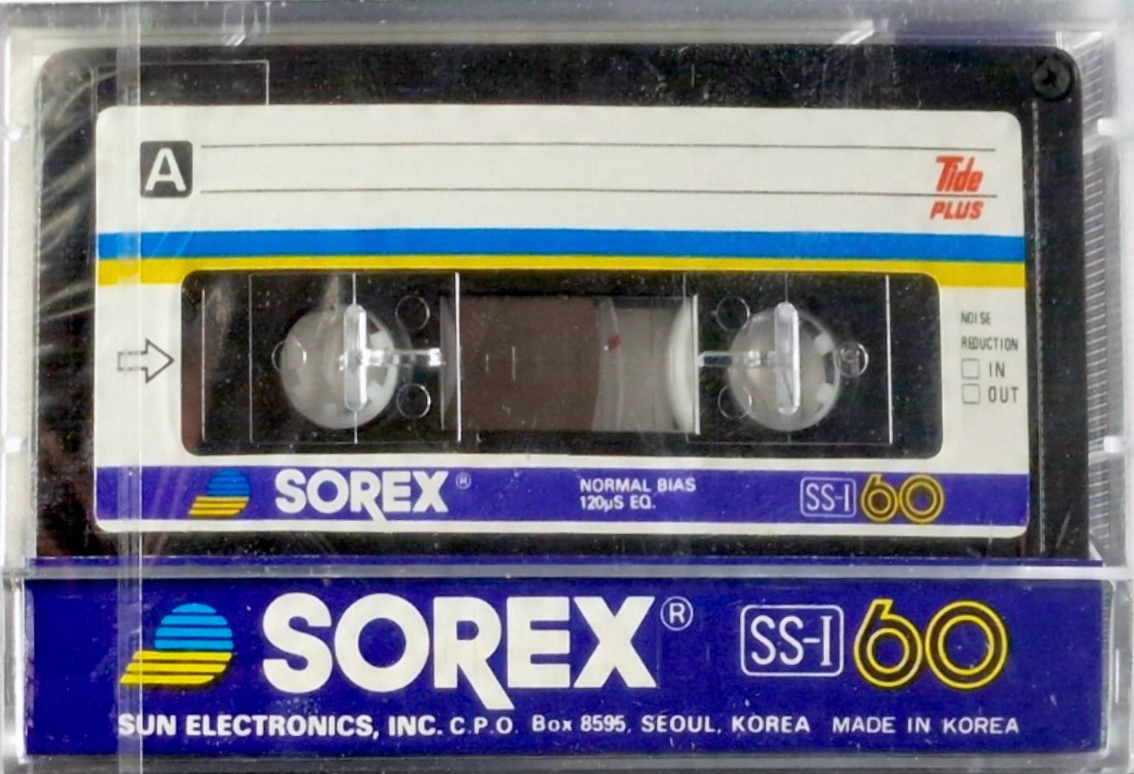 A
Tide
PLUS
NOISE
REDUCTION
IN
OUT
SOREX®
NORMAL BIAS
120µS EQ.
SS-I 60
SOREX® SS-I 60
SUN ELECTRONICS, INC. C.P.O. Box 8595, SEOUL, KOREA MADE IN KOREA